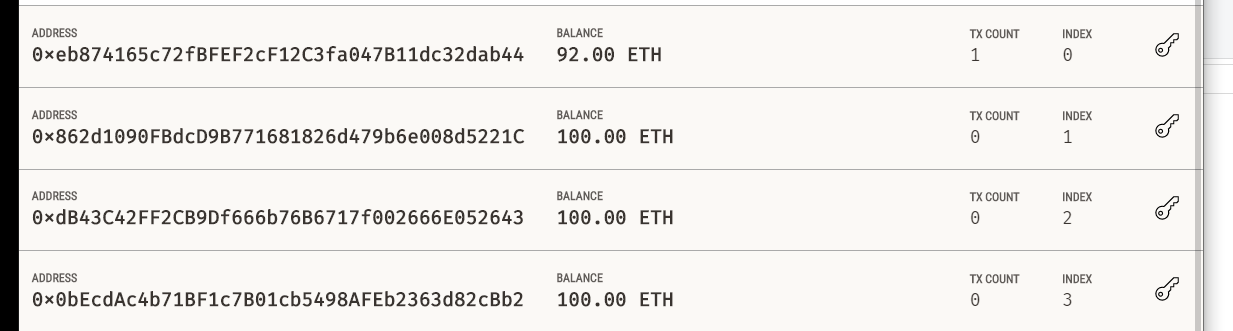 ADDRESS BALANCE TX COUNT INDEX
0xeb874165c72fBFEF2cF12C3fa047B11dc32dab44 92.00 ETH 1 0
ADDRESS BALANCE TX COUNT INDEX
0x862d1090FBdcD9B771681826d479b6e008d5221C 100.00 ETH 0 1
ADDRESS BALANCE TX COUNT INDEX
0xdB43C42FF2CB9Df666b76B6717f002666E052643 100.00 ETH 0 2
ADDRESS BALANCE TX COUNT INDEX
0x0bEcdAc4b71BF1c7B01cb5498AFEb2363d82cBb2 100.00 ETH 0 3